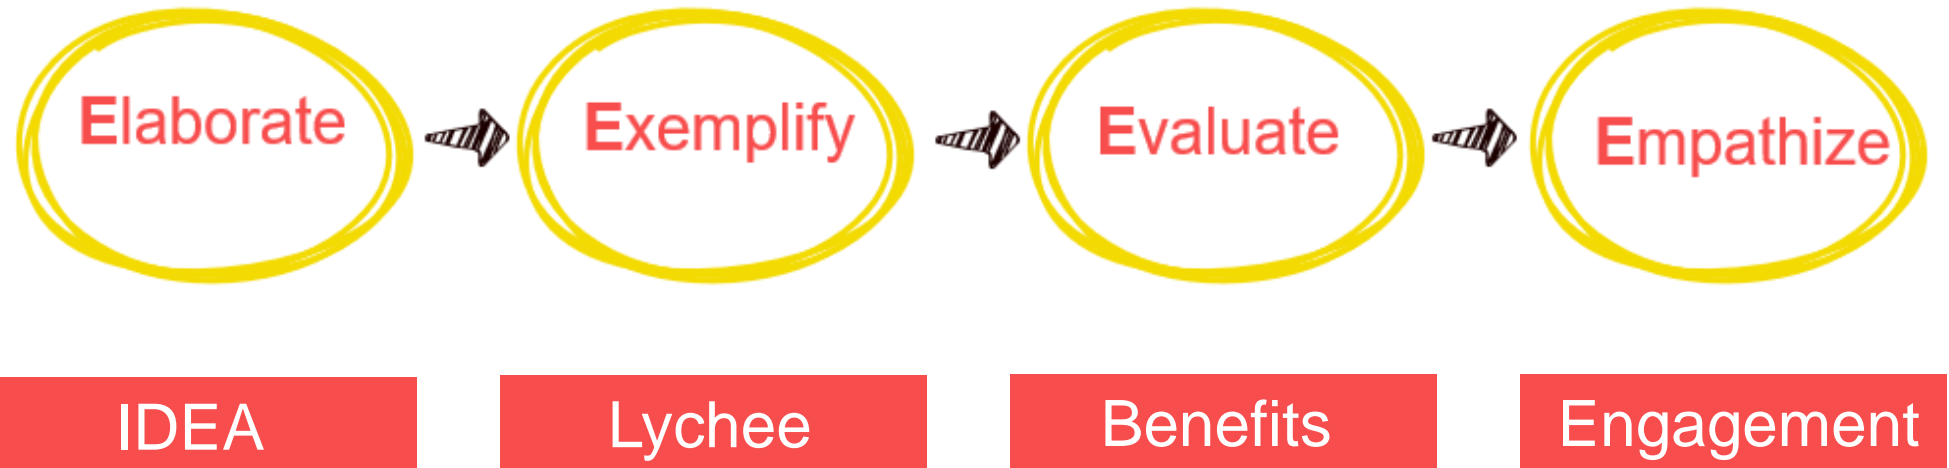 Elaborate
Exemplify
Evaluate
Empathize
IDEA
Lychee
Benefits
Engagement